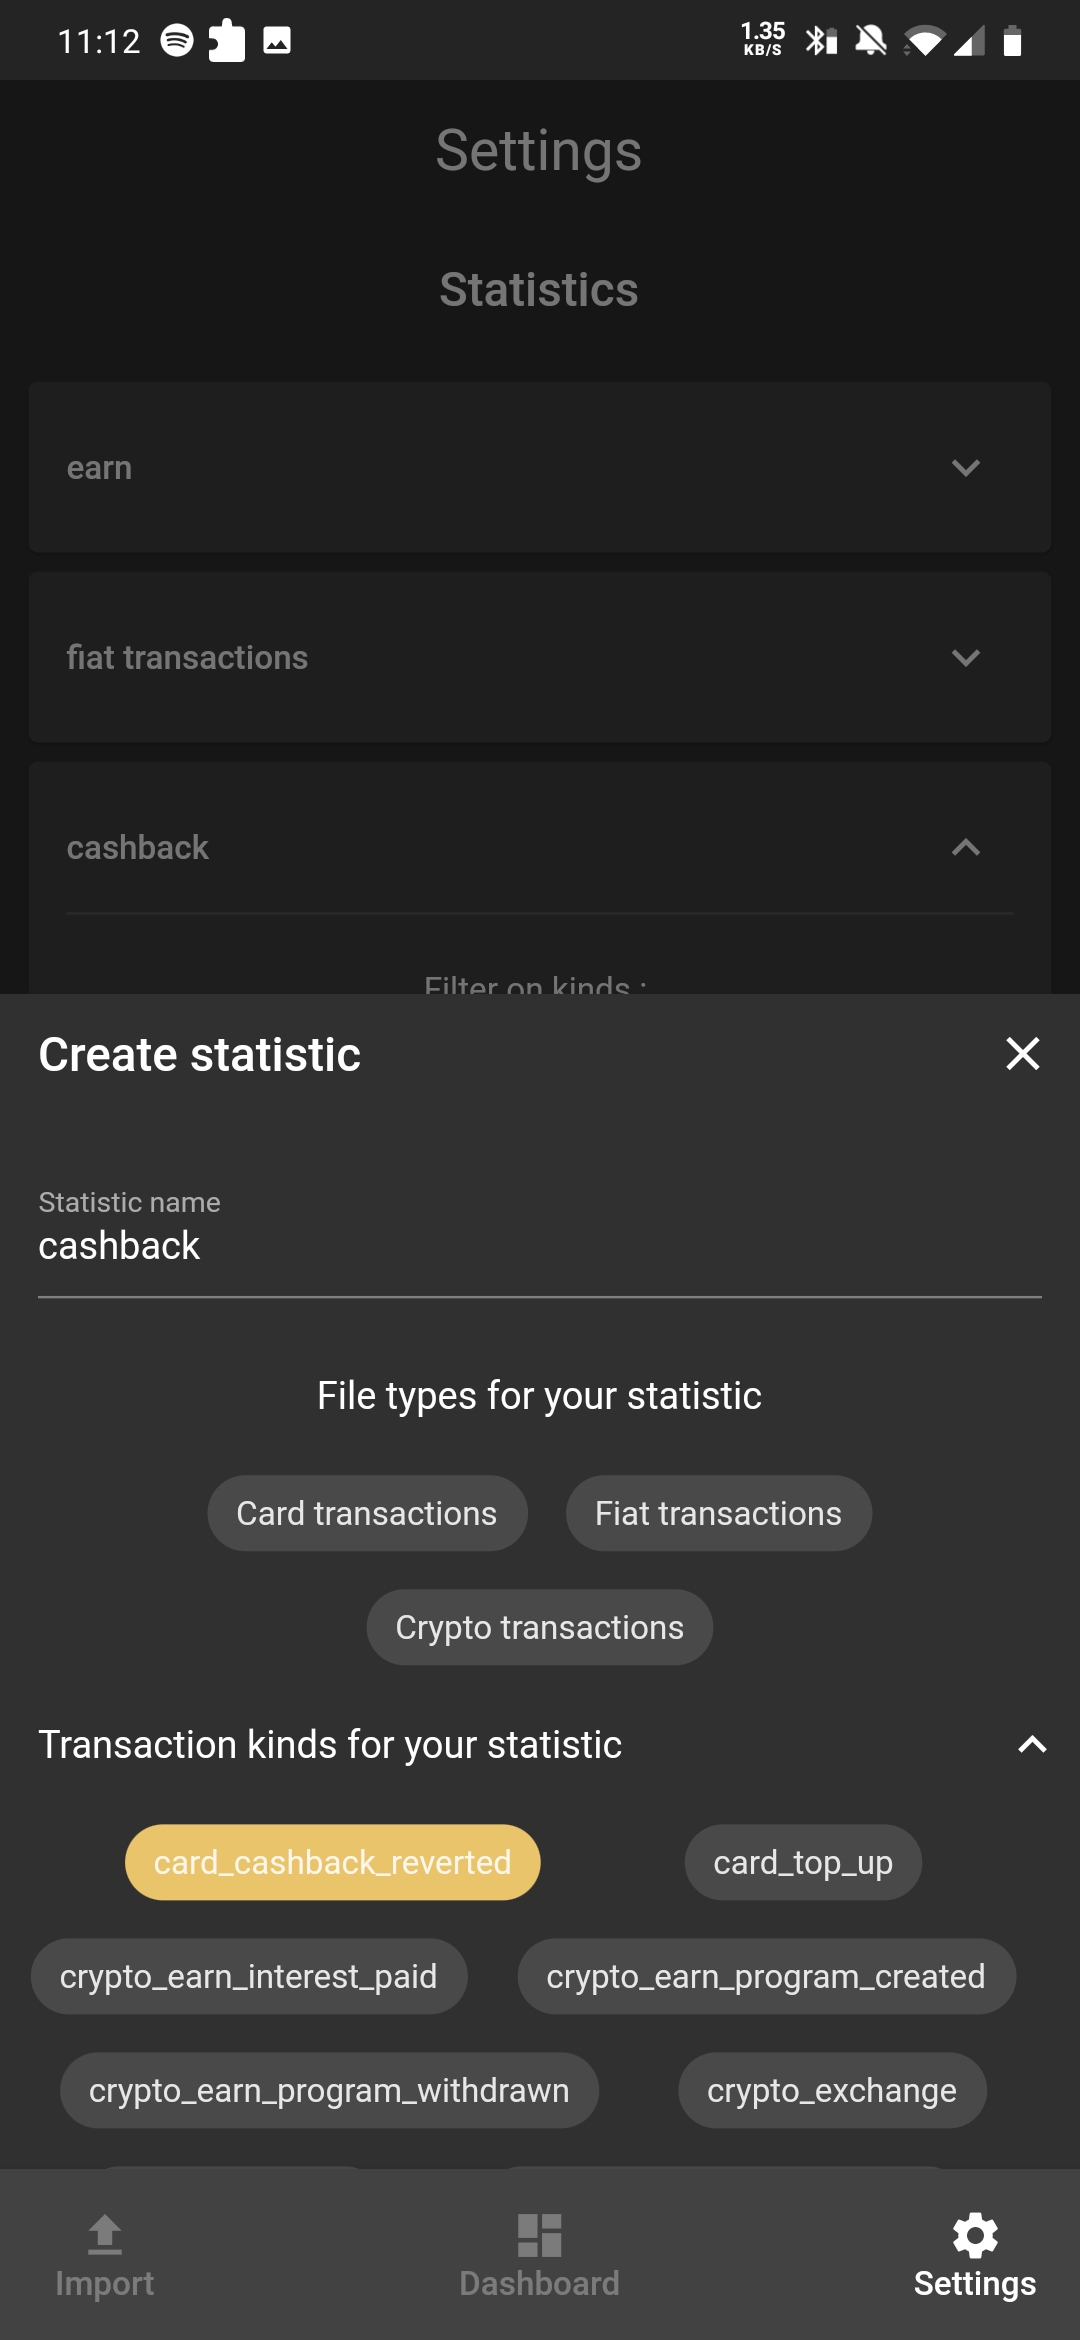 11:12
1.35
KB/S
Settings
Statistics
earn
fiat transactions
cashback
Filter on kinds :
Create statistic
Statistic name
cashback
File types for your statistic
Card transactions
Fiat transactions
Crypto transactions
Transaction kinds for your statistic
card_cashback_reverted
card_top_up
crypto_earn_interest_paid
crypto_earn_program_created
crypto_earn_program_withdrawn
crypto_exchange
Import
Dashboard
Settings